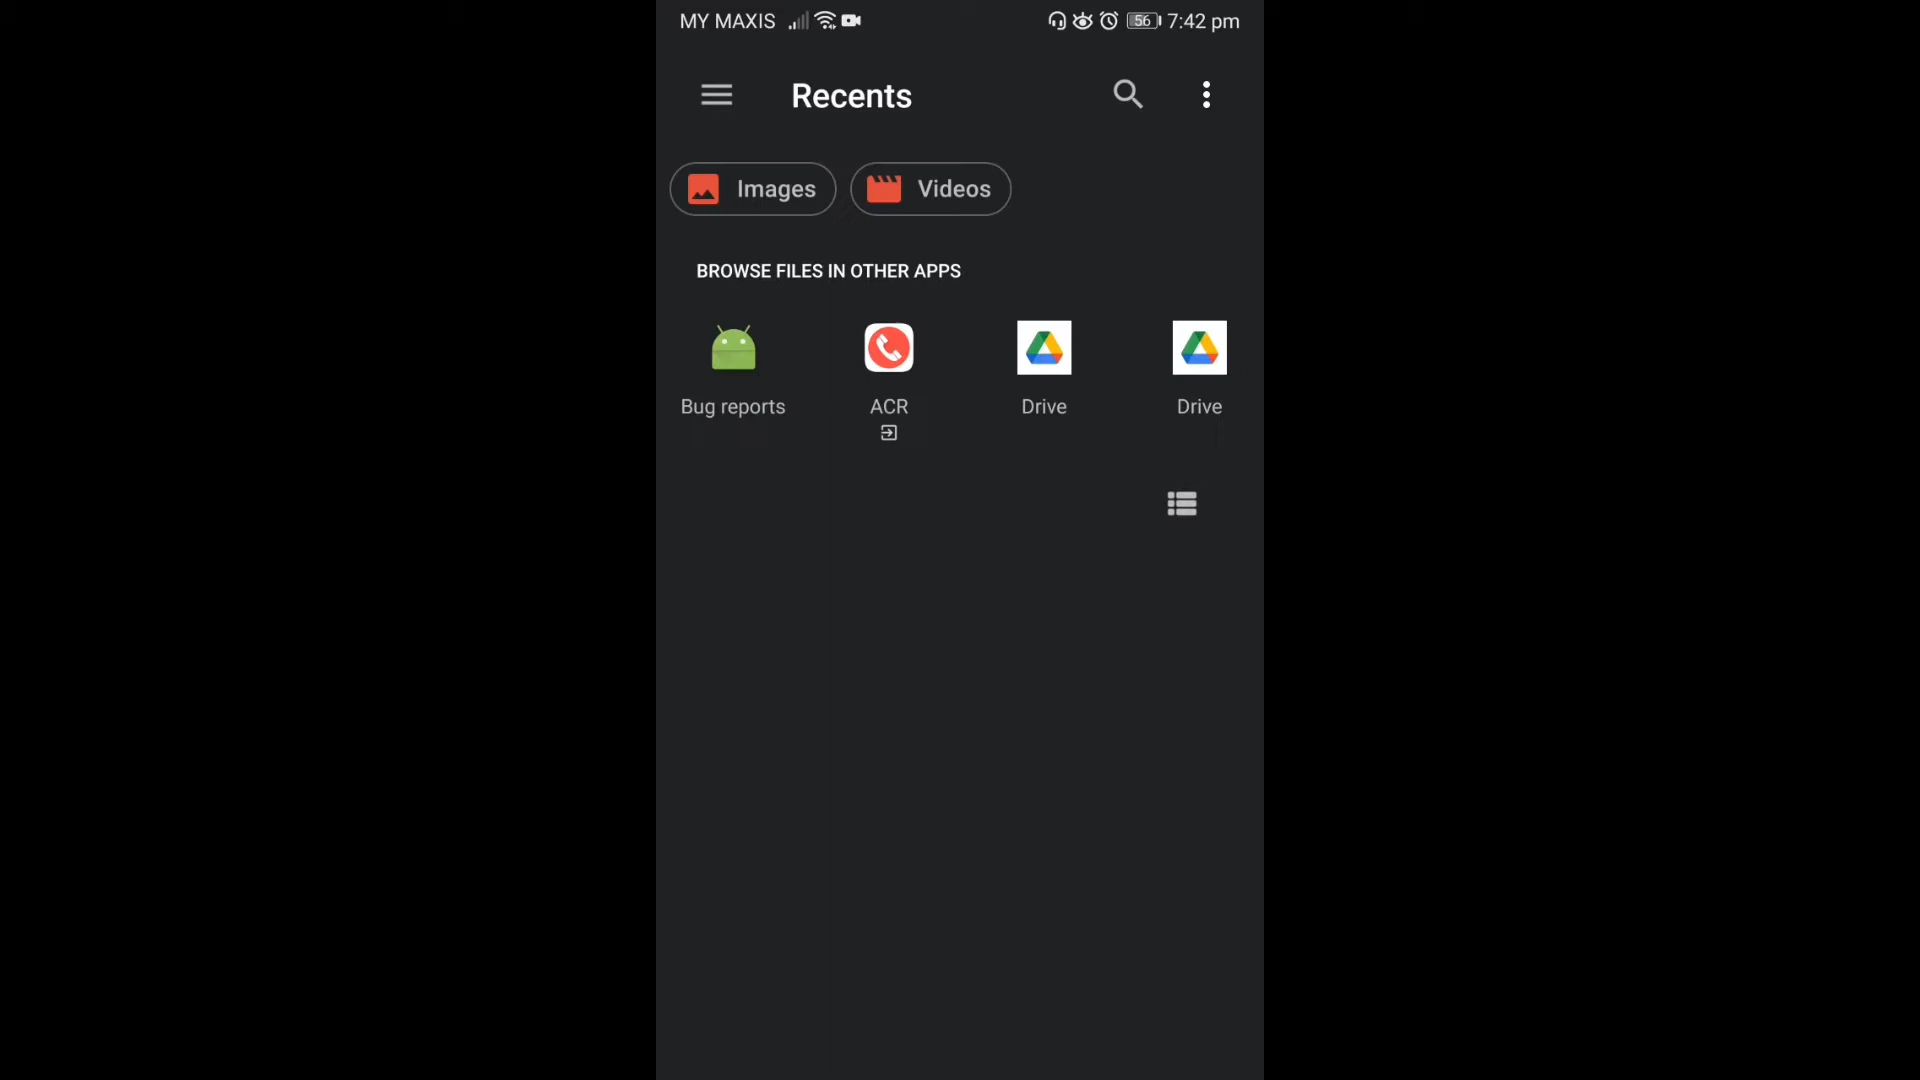 MY MAXIS 56 7:42 pm
Recents
Images Videos
BROWSE FILES IN OTHER APPS
Bug reports ACR Drive Drive